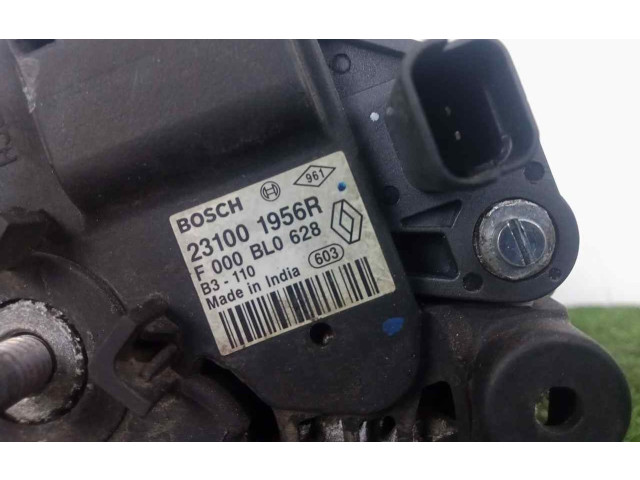 961
BOSCH
23100 1956R
F 000 BL0 628
B3-110
603
Made in India